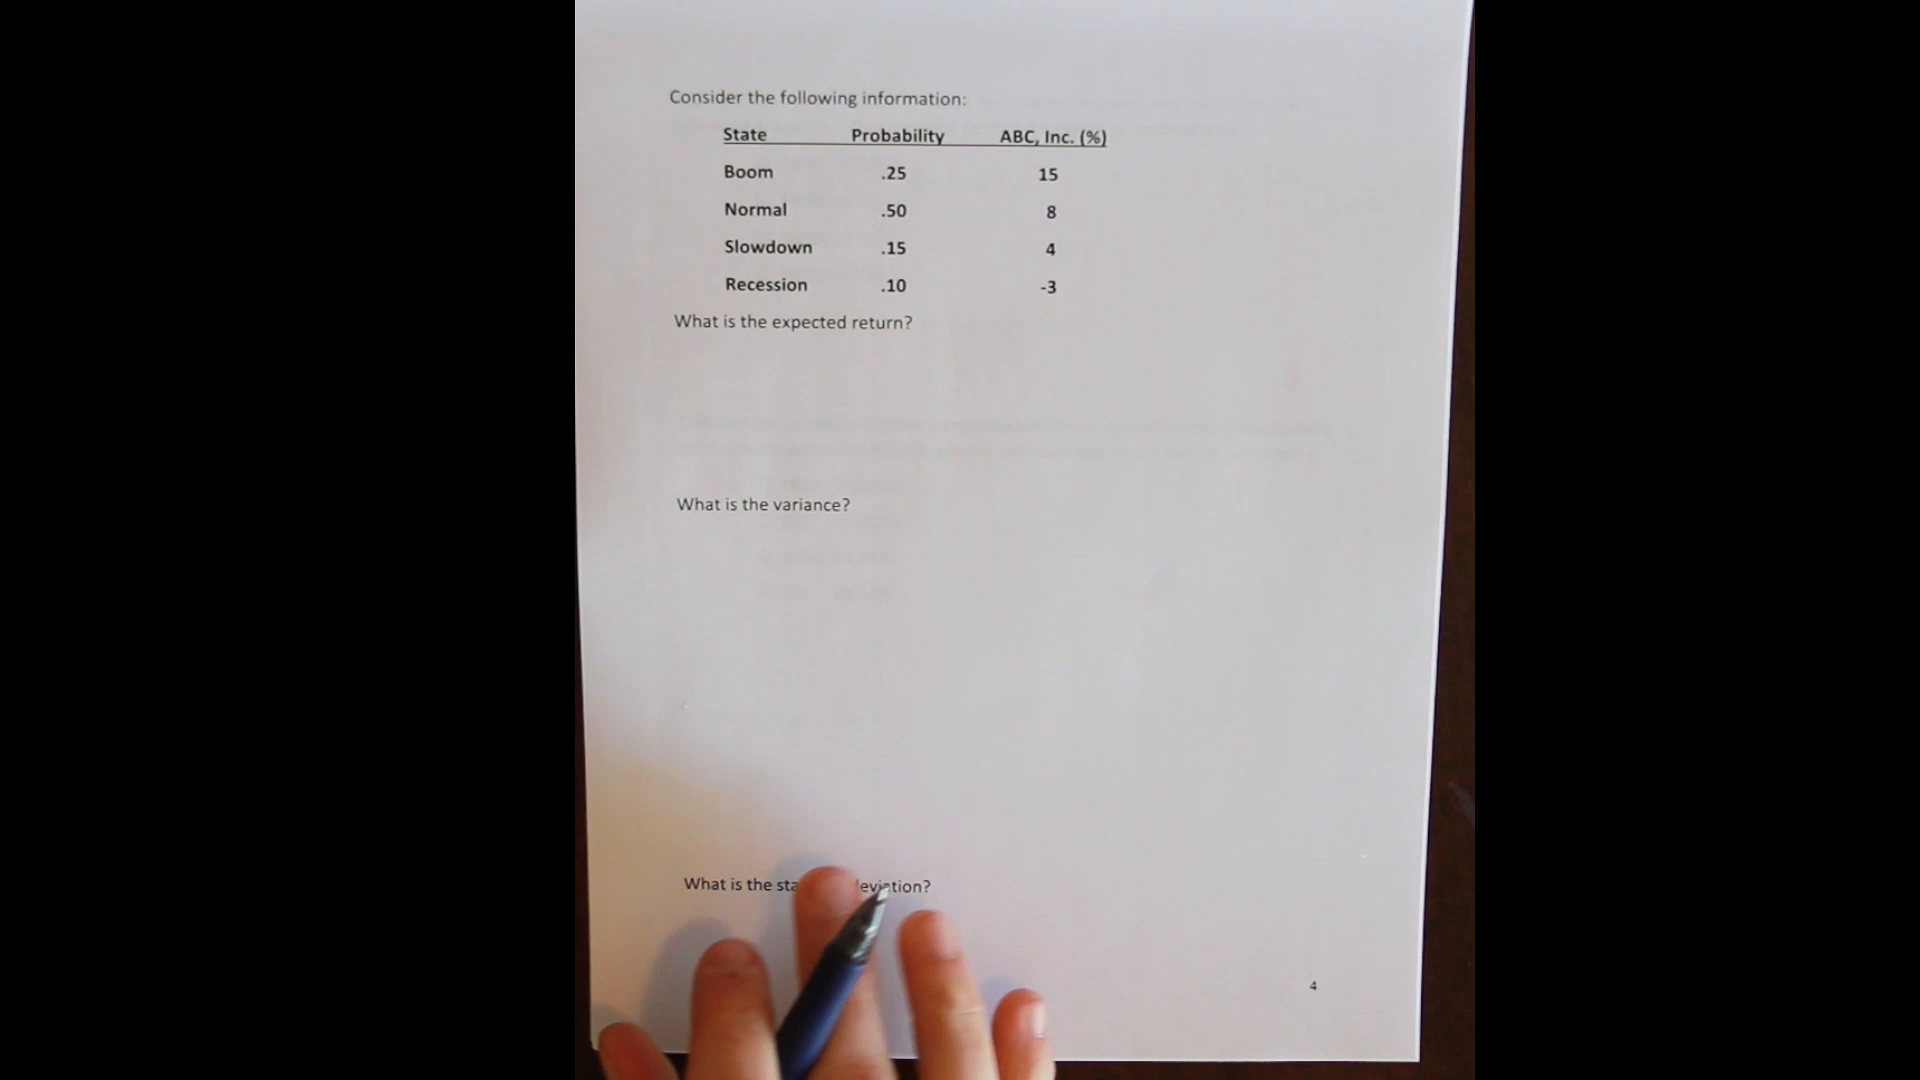 Consider the following information:
State Probability ABC, Inc. (%)
Boom .25 15
Normal .50 8
Slowdown .15 4
Recession .10 -3
What is the expected return?
What is the variance?
What is the sta eviation?
4